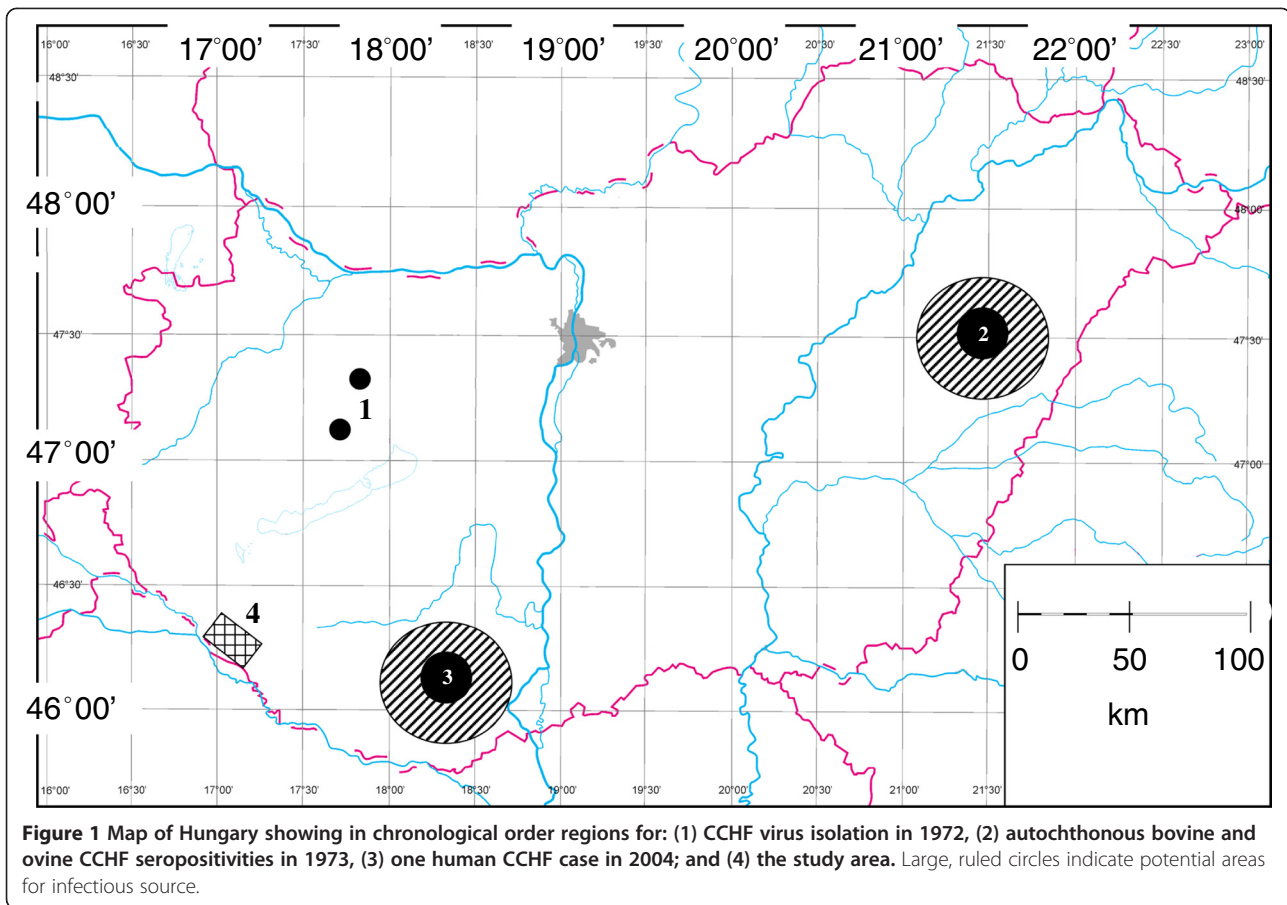 16°00’ 16°30’ 17°00’ 17°30’ 18°00’ 18°30’ 19°00’ 19°30’ 20°00’ 20°30’ 21°00’ 21°30’ 22°00’ 22°30’ 23°00’
48°30’ 48°30’
48°00’ 48°00’
47°30’ 2 47°30’
1
47°00’ 47°00’
46°30’ 46°30’
4
3
46°00’
0 50 100
km
16°00’ 16°30’ 17°00’ 17°30’ 18°00’ 18°30’ 19°00’ 19°30’ 20°00’ 20°30’ 21°00’ 21°30’
Figure 1 Map of Hungary showing in chronological order regions for: (1) CCHF virus isolation in 1972, (2) autochthonous bovine and
ovine CCHF seropositivities in 1973, (3) one human CCHF case in 2004; and (4) the study area. Large, ruled circles indicate potential areas
for infectious source.